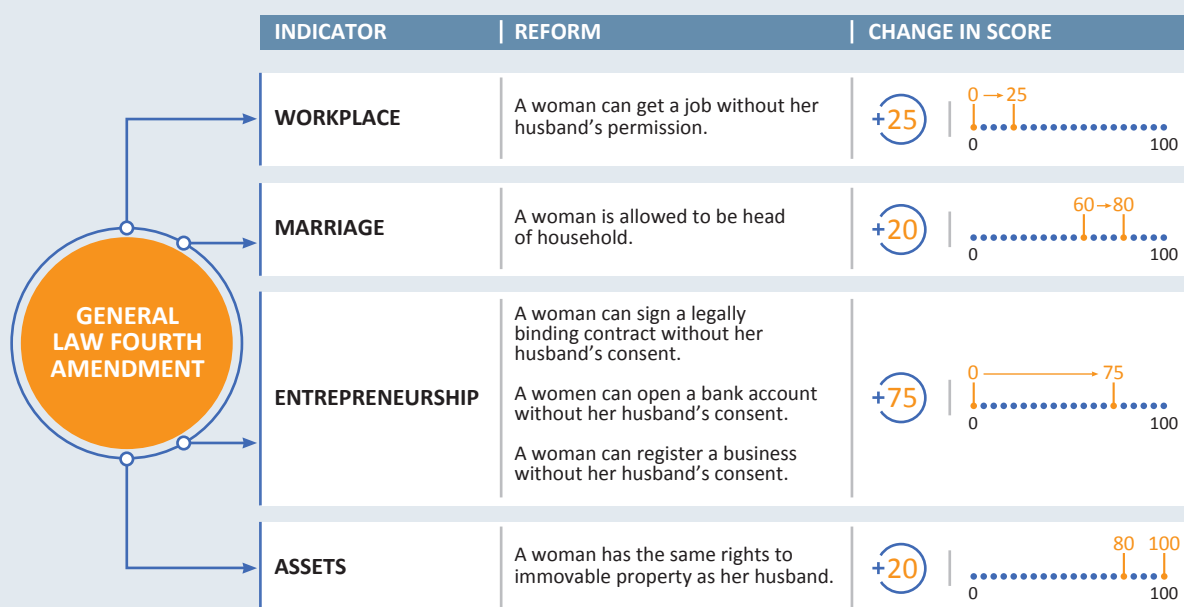 INDICATOR | REFORM | CHANGE IN SCORE
GENERAL
LAW FOURTH
AMENDMENT
WORKPLACE
A woman can get a job without her
husband's permission.
+25
0 → 25
0 100
MARRIAGE
A woman is allowed to be head
of household.
+20
60→80
0 100
ENTREPRENEURSHIP
A woman can sign a legally
binding contract without her
husband's consent.
A women can open a bank account
without her husband's consent.
A woman can register a business
without her husband's consent.
+75
0 → 75
0 100
ASSETS
A woman has the same rights to
immovable property as her husband.
+20
80 100
0 100